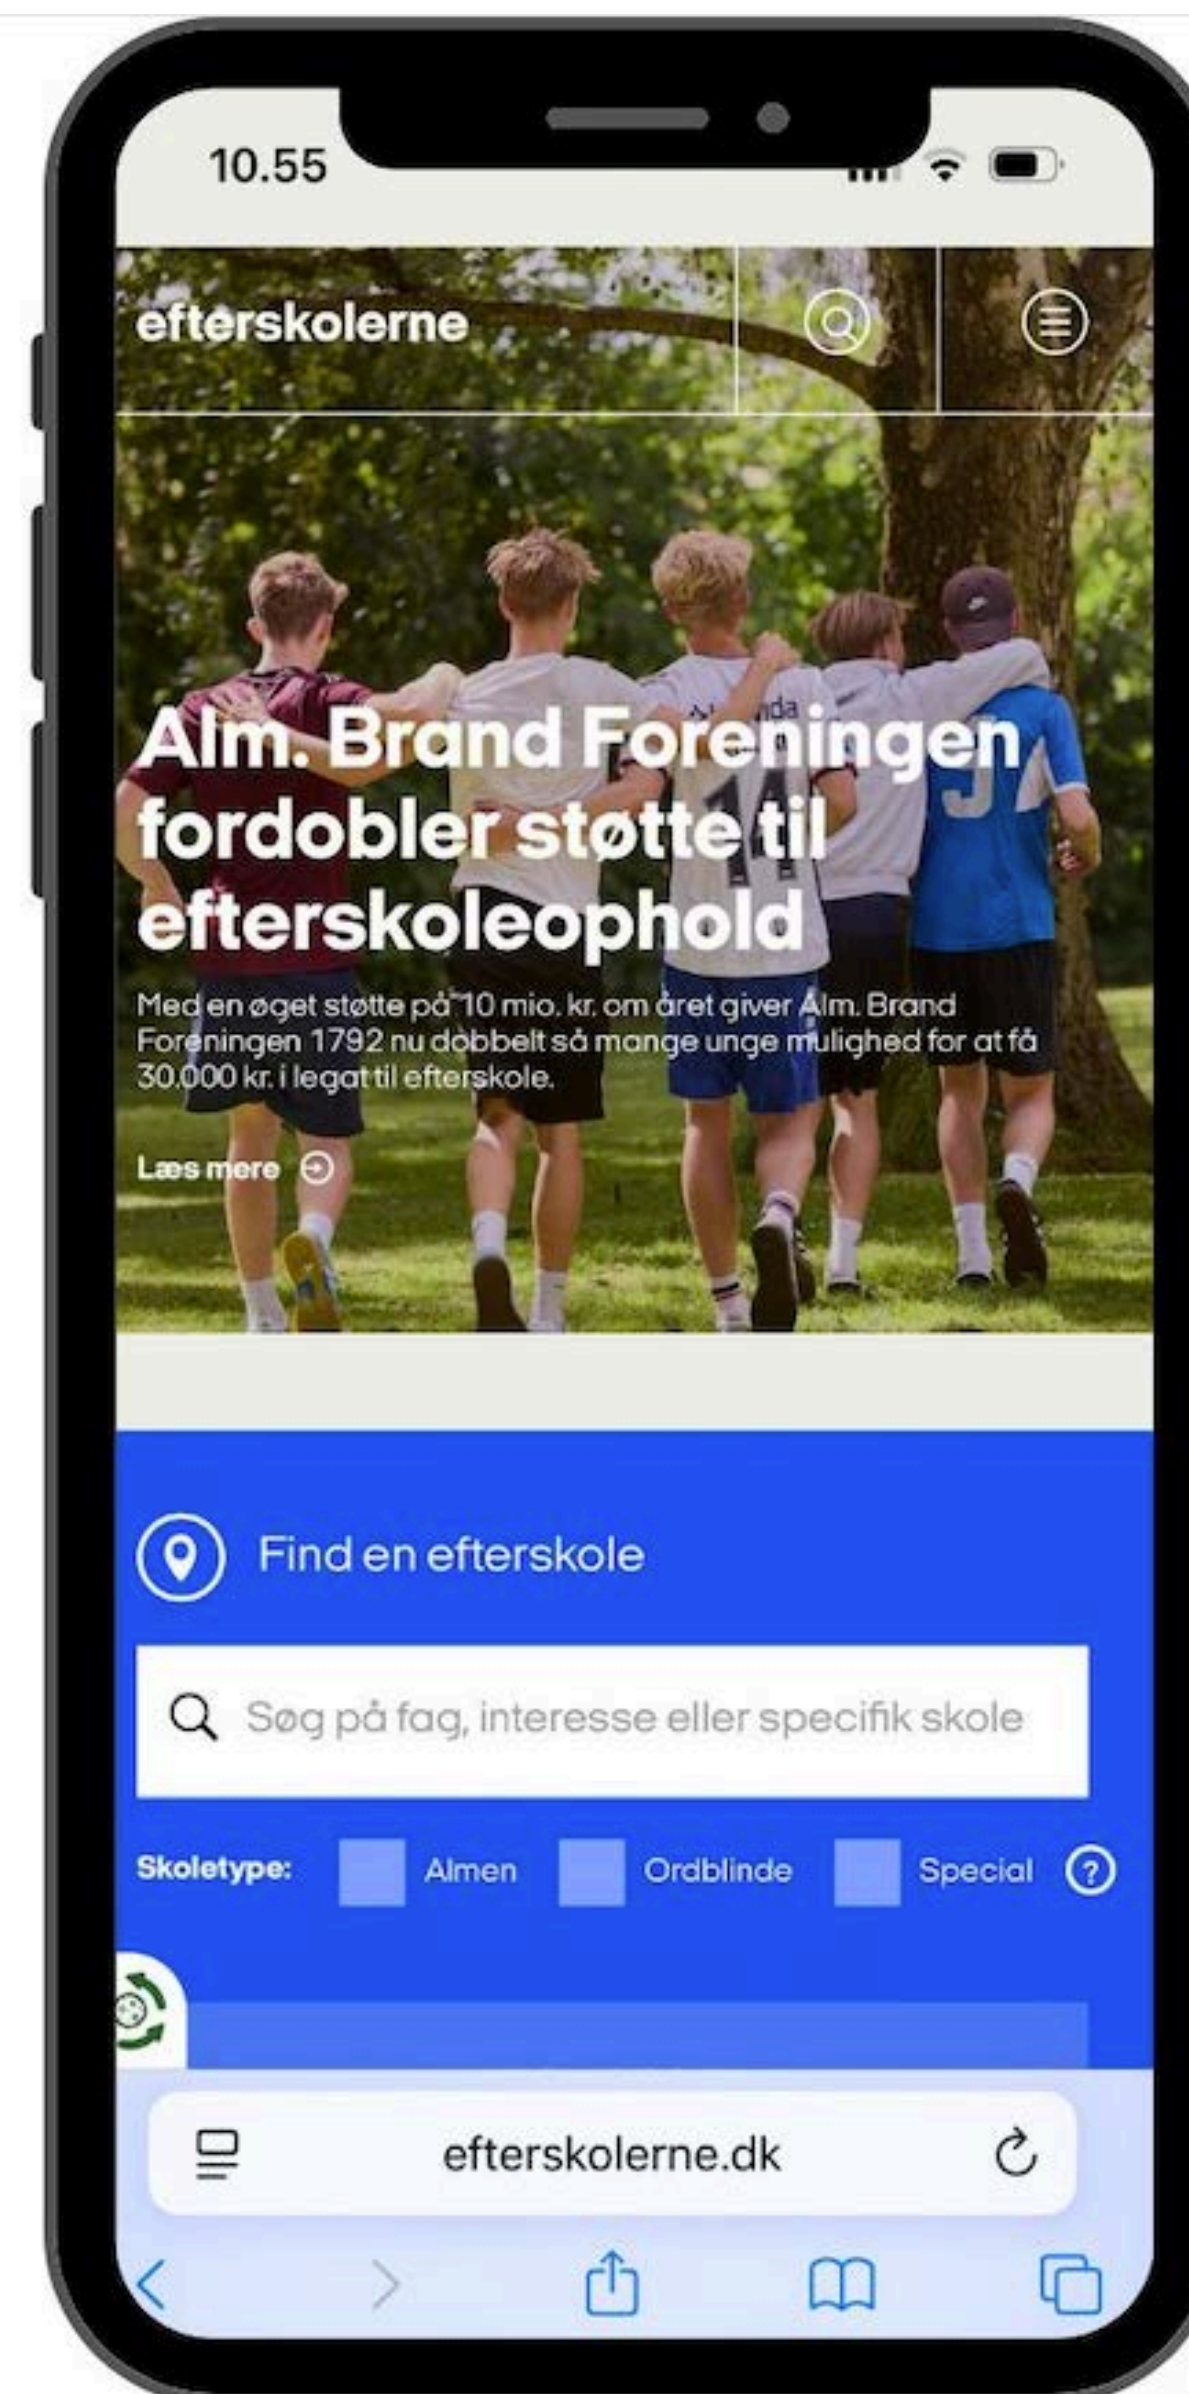 10.55
efterskolerne
Alm. Brand Foreningen
fordobler støtte til
efterskoleophold
Med en øget støtte på 10 mio. kr. om året giver Alm. Brand
Foreningen 1792 nu dobbelt så mange unge mulighed for at få
30.000 kr. i legat til efterskole.
Læs mere
14
Find en efterskole
Søg på fag, interesse eller specifik skole
Skoletype: Almen Ordblinde Special ?
efterskolerne.dk